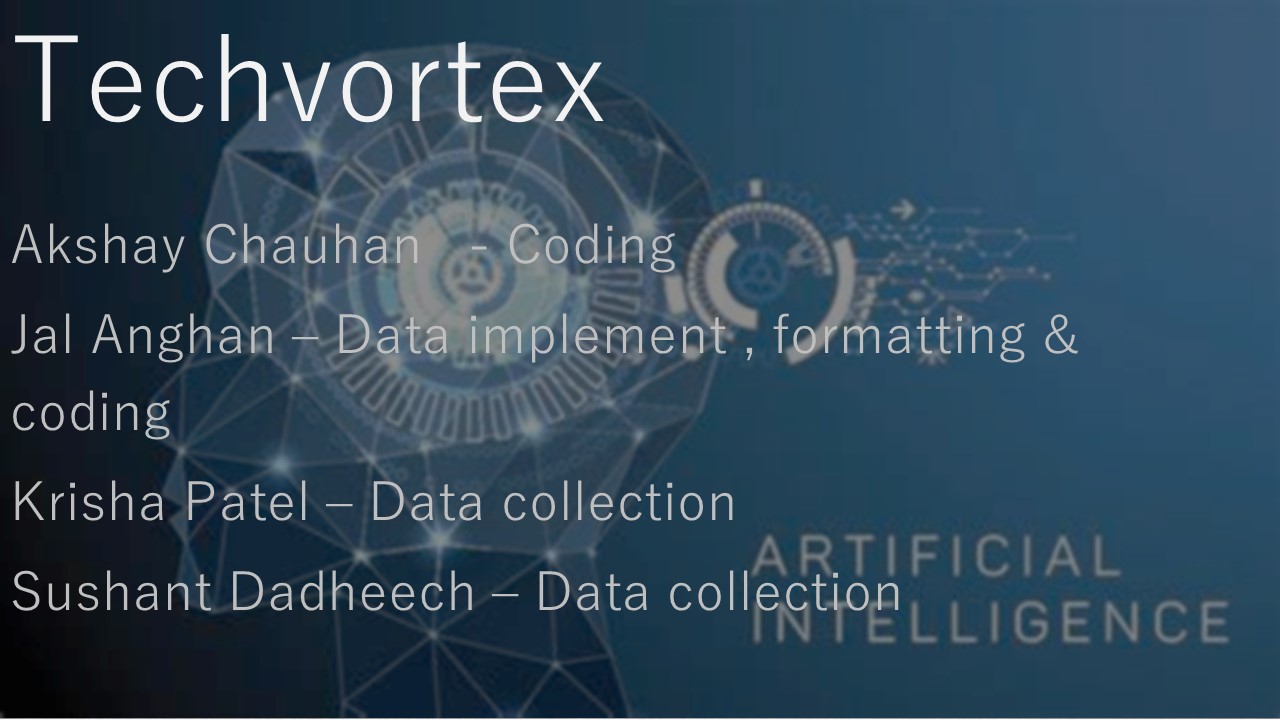 Techvortex
Akshay Chauhan - Coding
Jal Anghan – Data implement , formatting &
coding
Krisha Patel – Data collection
Sushant Dadheech – Data collection
ARTIFICIAL
INTELLIGENCE